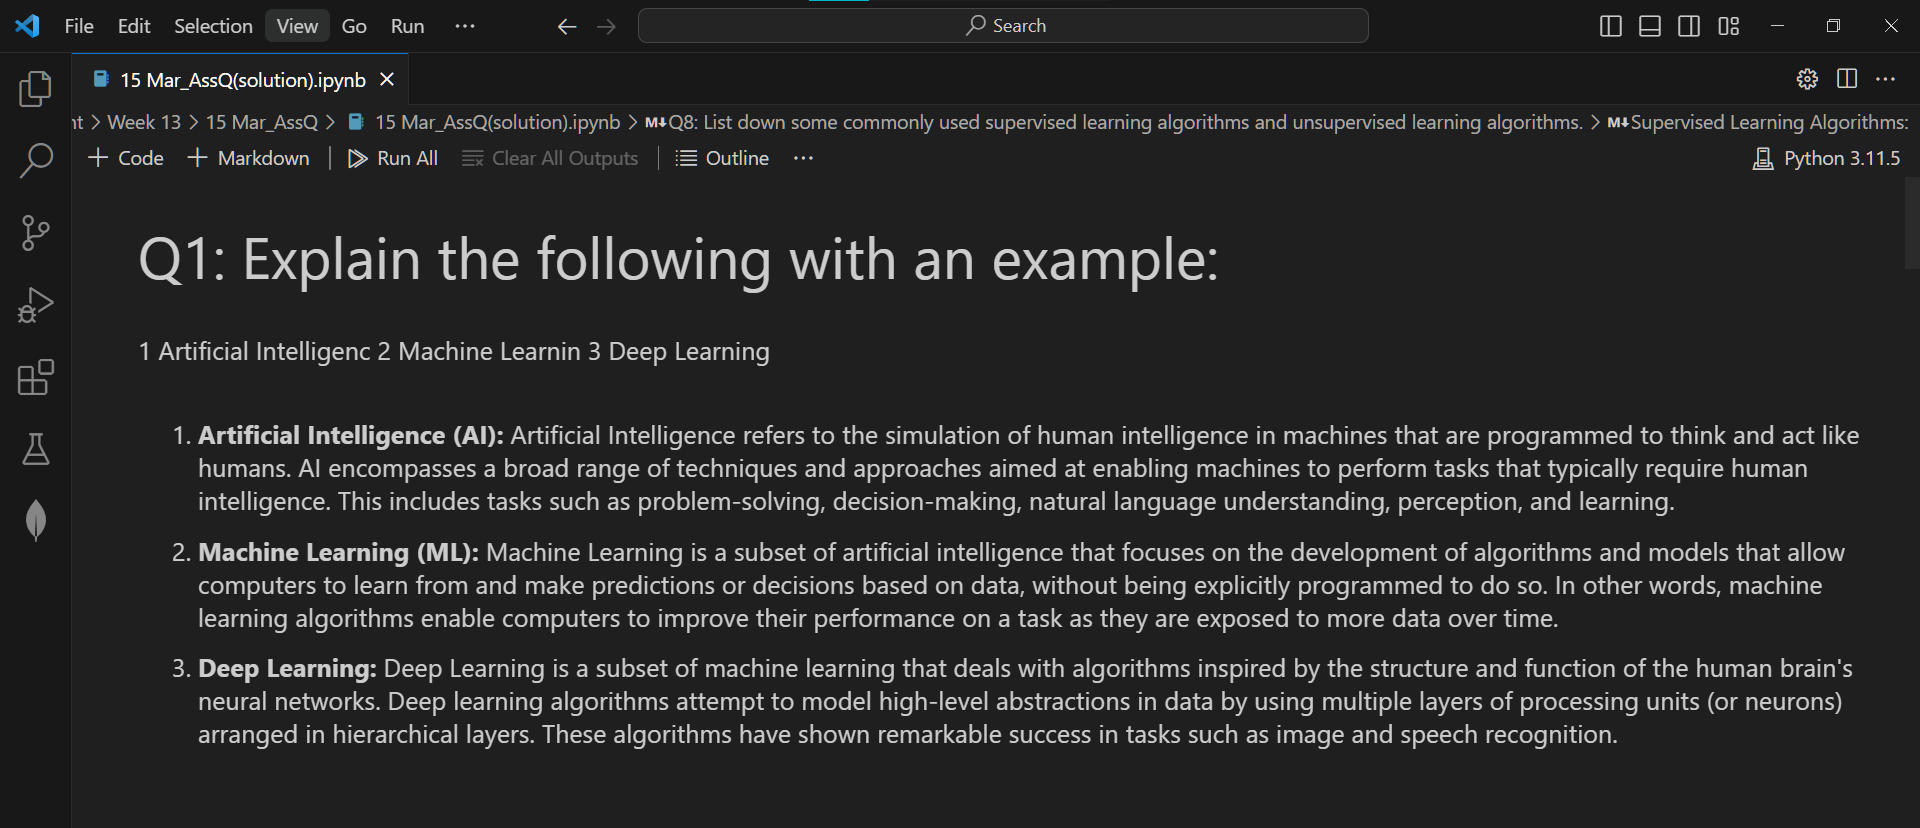 File Edit Selection View Go Run ··· Search
15 Mar_AssQ(solution).ipynb
nt > Week 13 > 15 Mar_AssQ > 15 Mar_AssQ(solution).ipynb > M↓Q8: List down some commonly used supervised learning algorithms and unsupervised learning algorithms. > M↓Supervised Learning Algorithms:
+ Code + Markdown | Run All Clear All Outputs | Outline ··· Python 3.11.5
Q1: Explain the following with an example:
1 Artificial Intelligenc 2 Machine Learnin 3 Deep Learning
1. Artificial Intelligence (AI): Artificial Intelligence refers to the simulation of human intelligence in machines that are programmed to think and act like
humans. AI encompasses a broad range of techniques and approaches aimed at enabling machines to perform tasks that typically require human
intelligence. This includes tasks such as problem-solving, decision-making, natural language understanding, perception, and learning.
2. Machine Learning (ML): Machine Learning is a subset of artificial intelligence that focuses on the development of algorithms and models that allow
computers to learn from and make predictions or decisions based on data, without being explicitly programmed to do so. In other words, machine
learning algorithms enable computers to improve their performance on a task as they are exposed to more data over time.
3. Deep Learning: Deep Learning is a subset of machine learning that deals with algorithms inspired by the structure and function of the human brain's
neural networks. Deep learning algorithms attempt to model high-level abstractions in data by using multiple layers of processing units (or neurons)
arranged in hierarchical layers. These algorithms have shown remarkable success in tasks such as image and speech recognition.